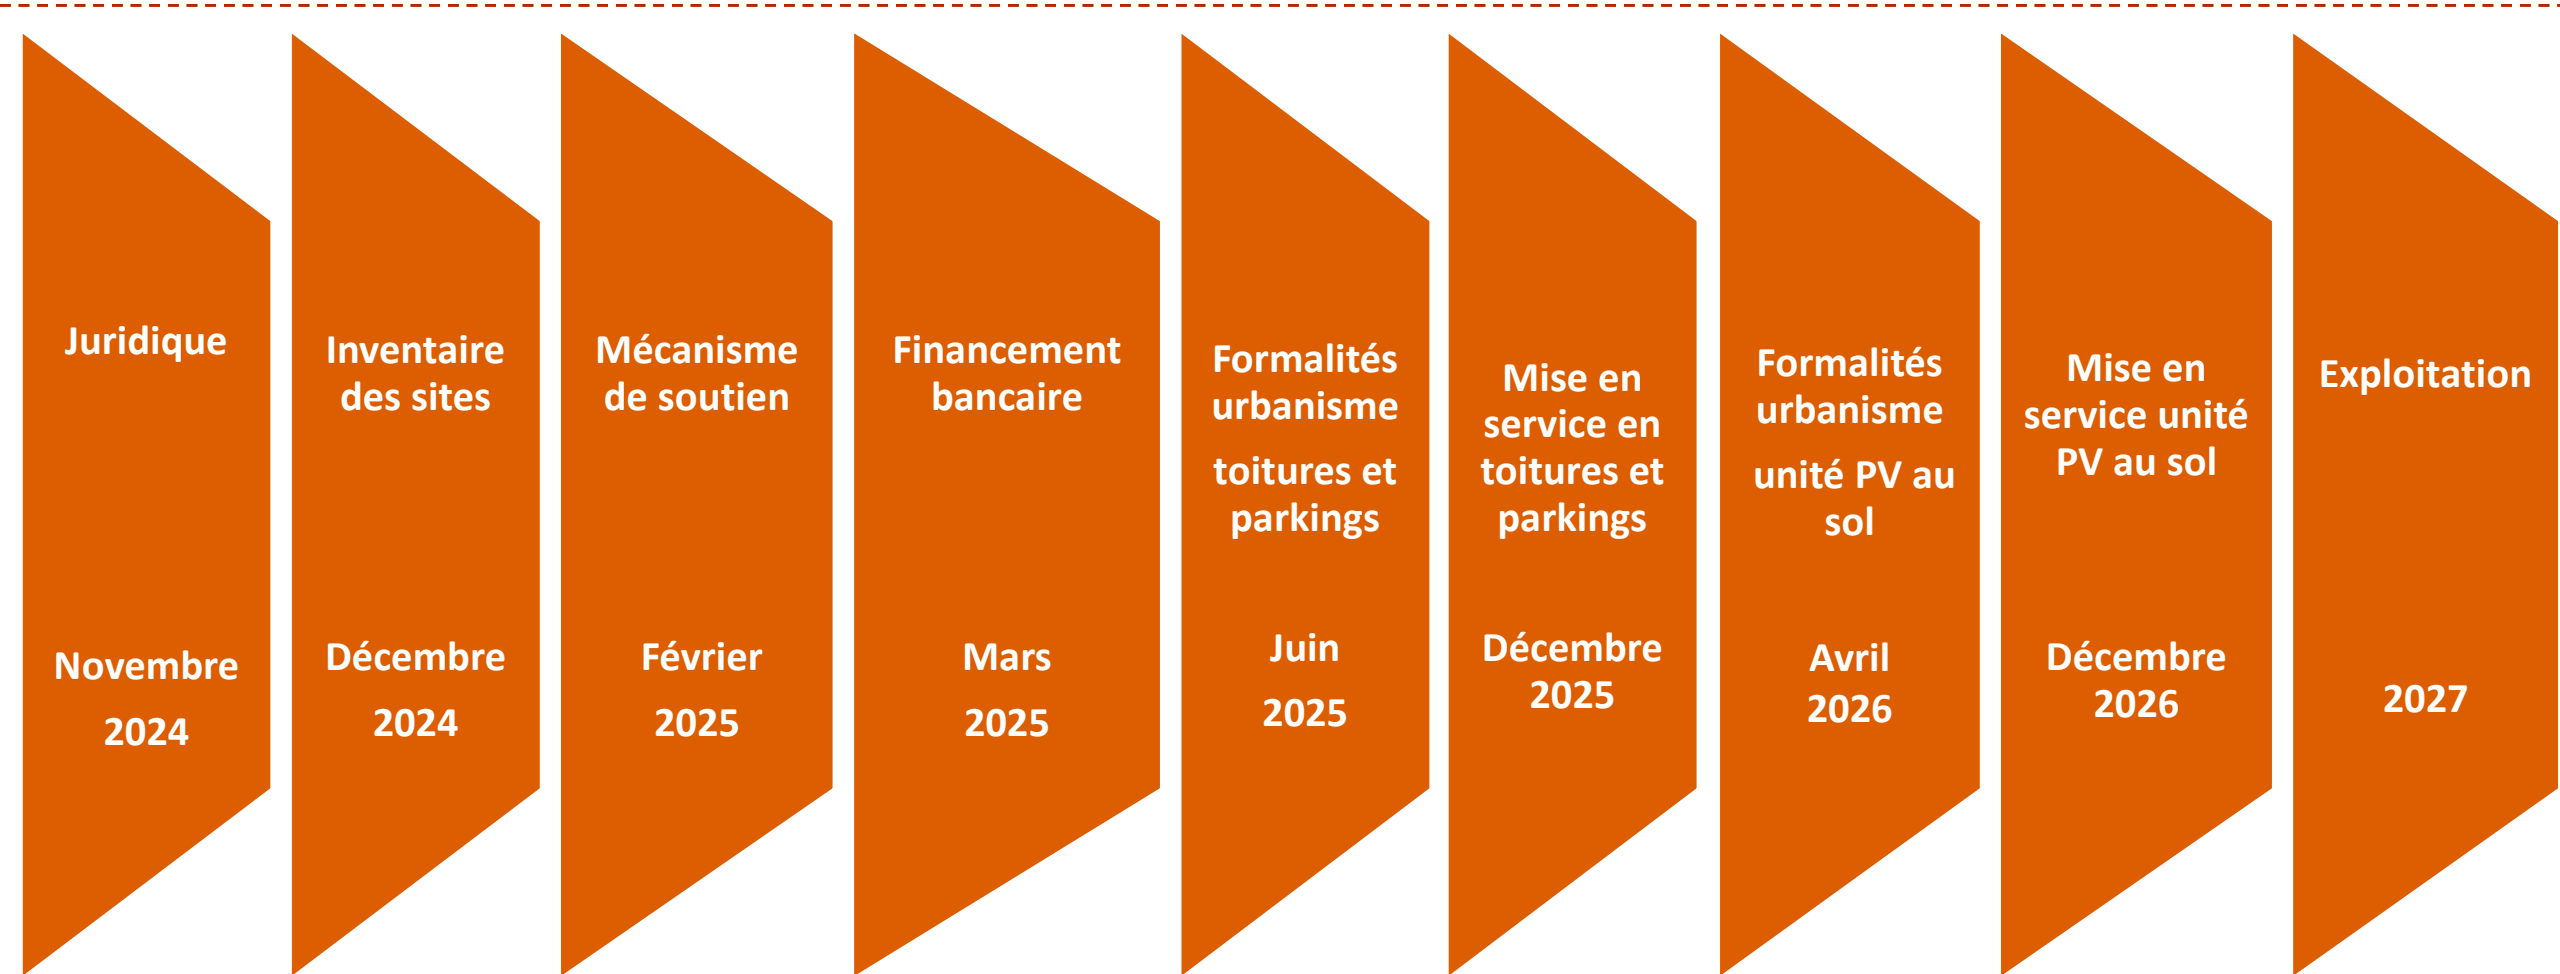 Juridique
Novembre
2024
Inventaire
des sites
Décembre
2024
Mécanisme
de soutien
Février
2025
Financement
bancaire
Mars
2025
Formalités
urbanisme
toitures et
parkings
Juin
2025
Mise en
service en
toitures et
parkings
Décembre
2025
Formalités
urbanisme
unité PV au
sol
Avril
2026
Mise en
service unité
PV au sol
Décembre
2026
Exploitation
2027